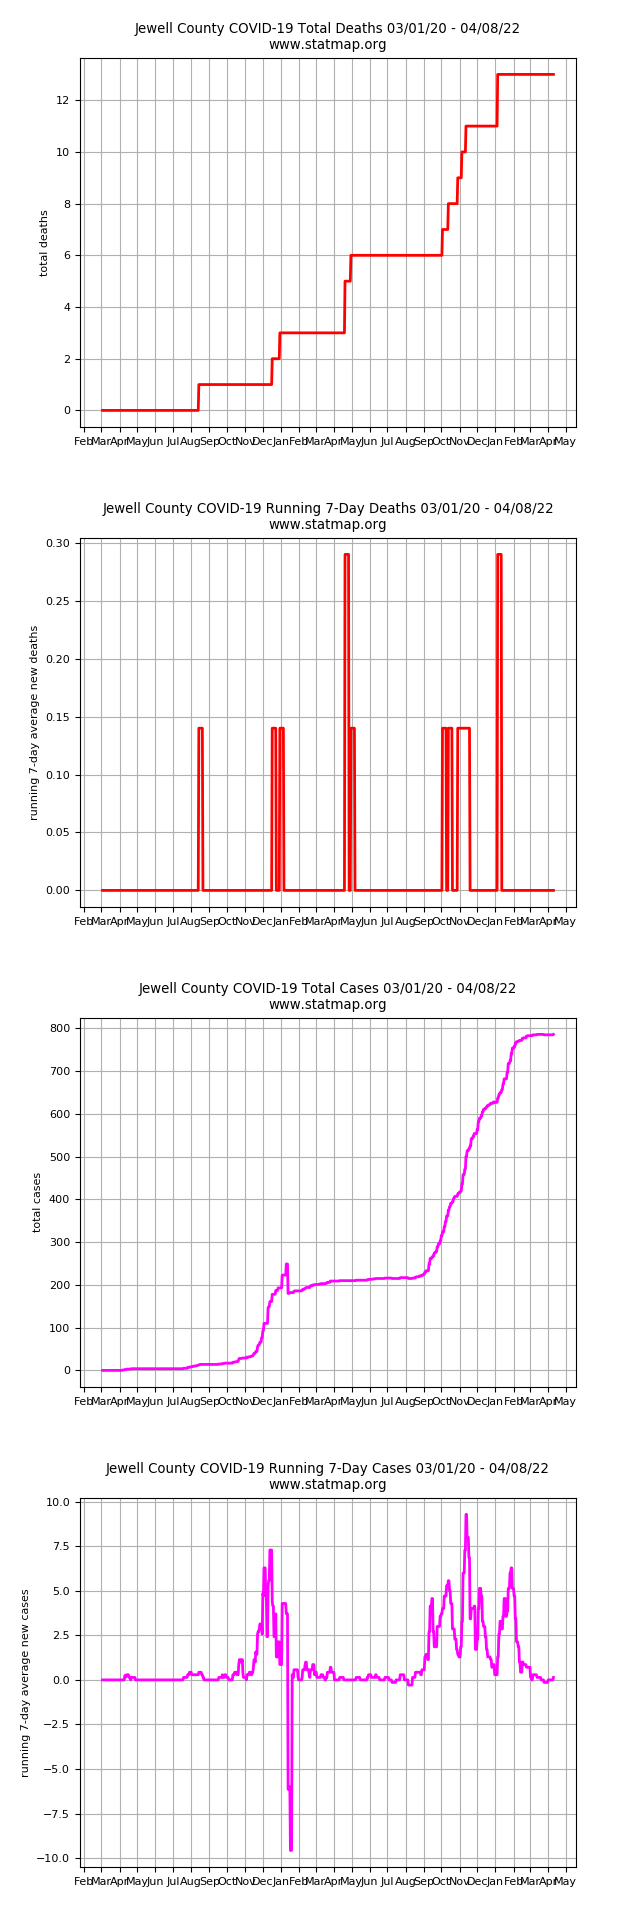 Jewell County COVID-19 Total Deaths 03/01/20 - 04/08/22
www.statmap.org
total deaths
12
10
8
6
4
2
0
Feb Mar Apr May Jun Jul Aug Sep Oct Nov Dec Jan Feb Mar Apr May Jun Jul Aug Sep Oct Nov Dec Jan Feb Mar Apr May
Jewell County COVID-19 Running 7-Day Deaths 03/01/20 - 04/08/22
www.statmap.org
running 7-day average new deaths
0.30
0.25
0.20
0.15
0.10
0.05
0.00
Feb Mar Apr May Jun Jul Aug Sep Oct Nov Dec Jan Feb Mar Apr May Jun Jul Aug Sep Oct Nov Dec Jan Feb Mar Apr May
Jewell County COVID-19 Total Cases 03/01/20 - 04/08/22
www.statmap.org
total cases
800
700
600
500
400
300
200
100
0
Feb Mar Apr May Jun Jul Aug Sep Oct Nov Dec Jan Feb Mar Apr May Jun Jul Aug Sep Oct Nov Dec Jan Feb Mar Apr May
Jewell County COVID-19 Running 7-Day Cases 03/01/20 - 04/08/22
www.statmap.org
running 7-day average new cases
10.0
7.5
5.0
2.5
0.0
−2.5
−5.0
−7.5
−10.0
Feb Mar Apr May Jun Jul Aug Sep Oct Nov Dec Jan Feb Mar Apr May Jun Jul Aug Sep Oct Nov Dec Jan Feb Mar Apr May